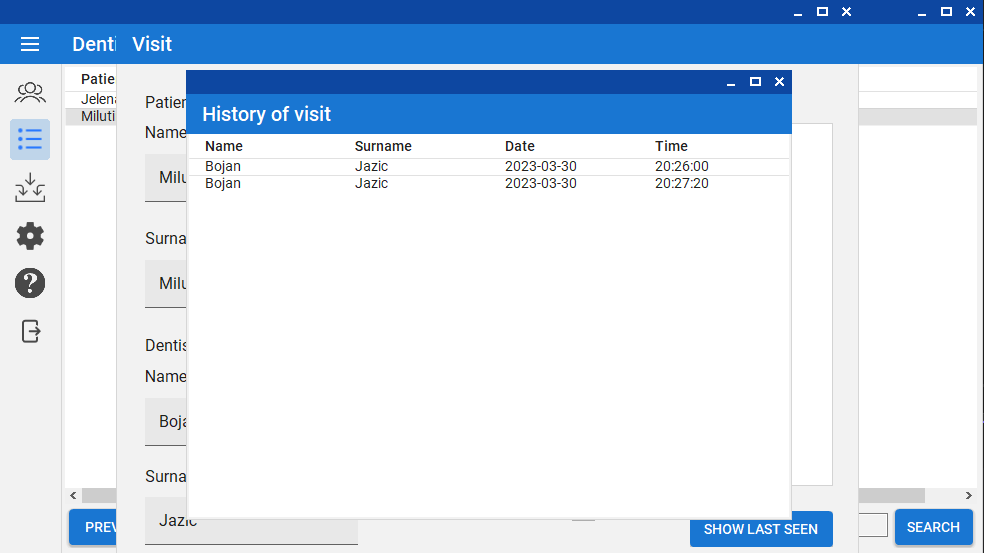 Denti
Visit
Patie
Jelena
Miluti
Patien
Name
Milu
Surna
Milu
Dentis
Name
Boja
Surna
Jazic
History of visit
Name Surname Date Time
Bojan Jazic 2023-03-30 20:26:00
Bojan Jazic 2023-03-30 20:27:20
PREV
SHOW LAST SEEN
SEARCH